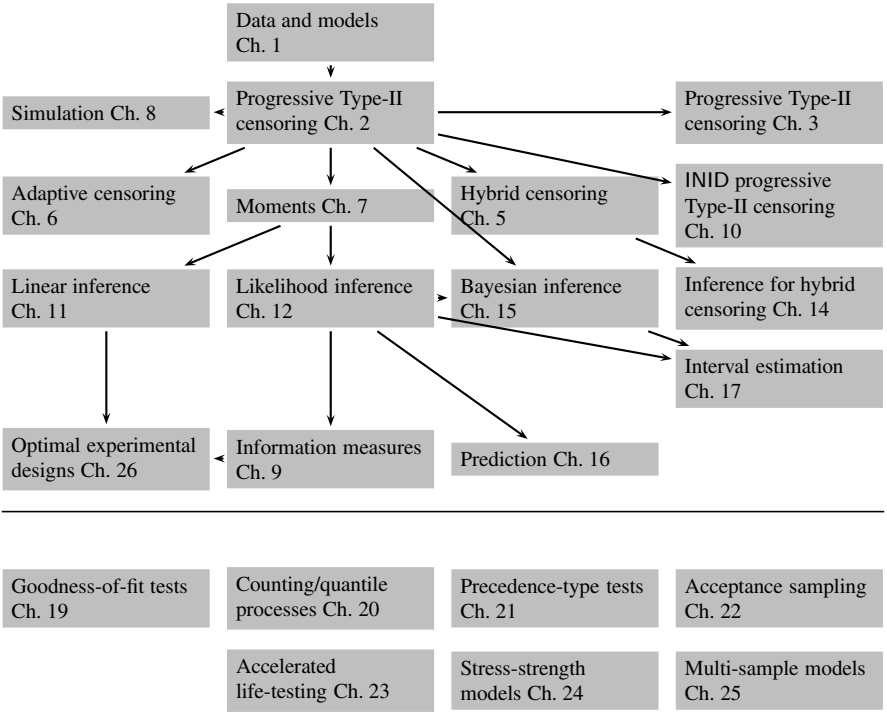 Data and models
Ch. 1
Simulation Ch. 8
Progressive Type-II
censoring Ch. 2
Progressive Type-II
censoring Ch. 3
Adaptive censoring
Ch. 6
Moments Ch. 7
Hybrid censoring
Ch. 5
INID progressive
Type-II censoring
Ch. 10
Linear inference
Ch. 11
Likelihood inference
Ch. 12
Bayesian inference
Ch. 15
Inference for hybrid
censoring Ch. 14
Interval estimation
Ch. 17
Optimal experimental
designs Ch. 26
Information measures
Ch. 9
Prediction Ch. 16
Goodness-of-fit tests
Ch. 19
Counting/quantile
processes Ch. 20
Precedence-type tests
Ch. 21
Acceptance sampling
Ch. 22
Accelerated
life-testing Ch. 23
Stress-strength
models Ch. 24
Multi-sample models
Ch. 25